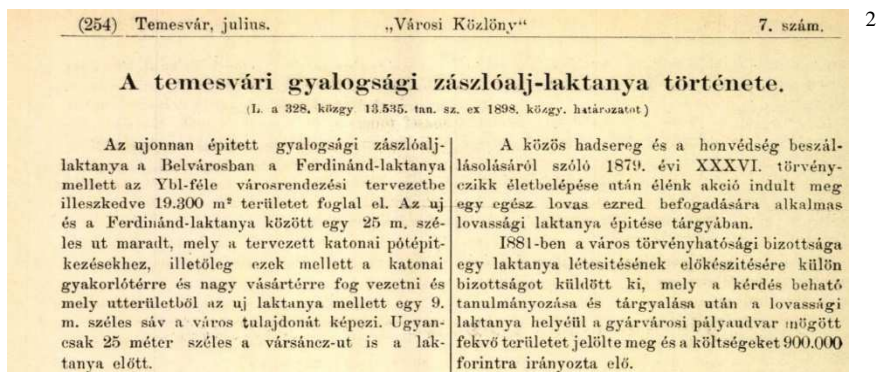 (254) Temesvár, julius. „Városi Közlöny“ 7. szám.
2
A temesvári gyalogsági zászlóalj-laktanya története.
(L. a 328. közgy. 13.535. tan. sz. ex 1898. közgy. határozatot.)
Az ujonnan épitett gyalogsági zászlóalj-
laktanya a Belvárosban a Ferdinánd-laktanya
mellett az Ybl-féle városrendezési tervezetbe
illeszkedve 19.300 m² területet foglal el. Az uj
és a Ferdinánd-laktanya között egy 25 m. szé-
les ut maradt, mely a tervezett katonai pótépit-
kezésekhez, illetőleg ezek mellett a katonai
gyakorlótérre és nagy vásártérre fog vezetni és
mely utterületből az uj laktanya mellett egy 9.
m. széles sáv a város tulajdonát képezi. Ugyan-
csak 25 méter széles a vársáncz-ut is a lak-
tanya előtt.
A közös hadsereg és a honvédség beszál-
lásolásáról szóló 1879. évi XXXVI. törvény-
czikk életbelépése után élénk akció indult meg
egy egész lovas ezred befogadására alkalmas
lovassági laktanya épitése tárgyában.
1881-ben a város törvényhatósági bizottsága
egy laktanya létesitésének előkészitésére külön
bizottságot küldött ki, mely a kérdés beható
tanulmányozása és tárgyalása után a lovassági
laktanya helyéül a gyárvárosi pályaudvar mögött
fekvő területet jelölte meg és a költségeket 900.000
forintra irányozta elő.